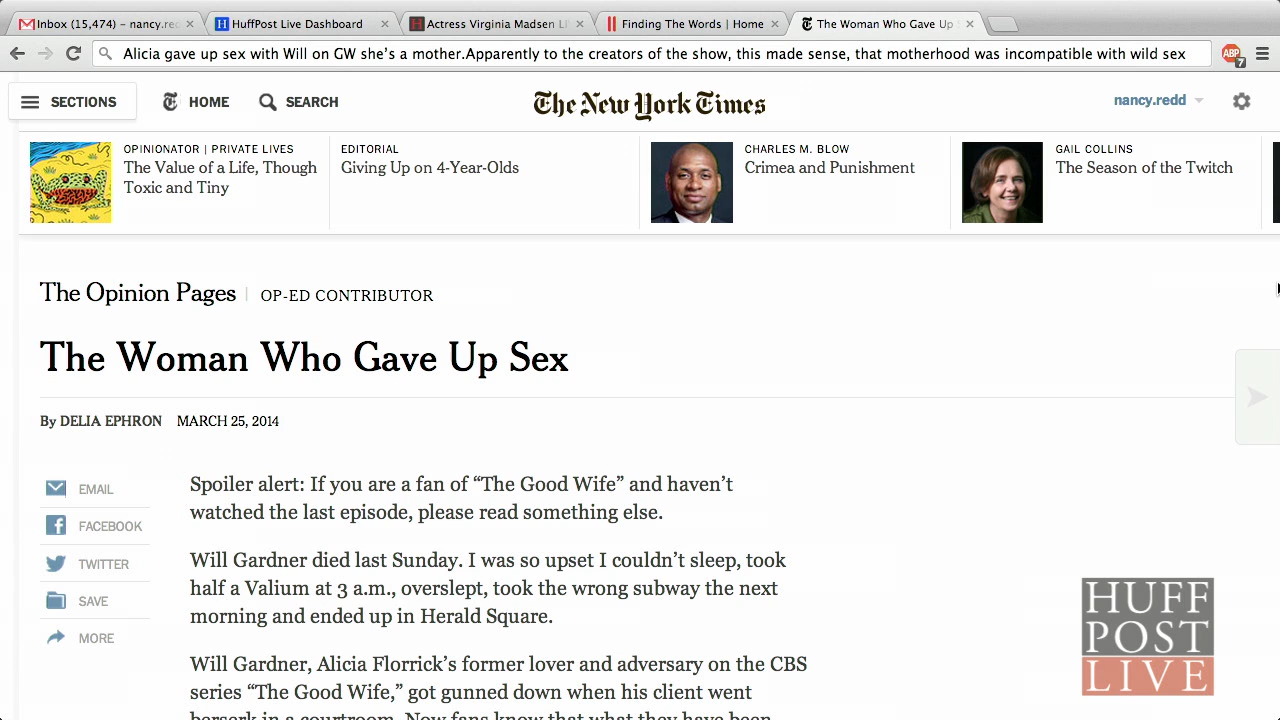 Inbox (15,474) – nancy.re
HuffPost Live Dashboard
Actress Virginia Madsen LI
Finding The Words | Home
The Woman Who Gave Up
Alicia gave up sex with Will on GW she’s a mother.Apparently to the creators of the show, this made sense, that motherhood was incompatible with wild sex
ABP
7
SECTIONS
HOME
SEARCH
The New York Times
nancy.redd
OPINIONATOR | PRIVATE LIVES
The Value of a Life, Though
Toxic and Tiny
EDITORIAL
Giving Up on 4-Year-Olds
CHARLES M. BLOW
Crimea and Punishment
GAIL COLLINS
The Season of the Twitch
The Opinion Pages | OP-ED CONTRIBUTOR
The Woman Who Gave Up Sex
By DELIA EPHRON MARCH 25, 2014
EMAIL
FACEBOOK
TWITTER
SAVE
MORE
Spoiler alert: If you are a fan of “The Good Wife” and haven’t
watched the last episode, please read something else.
Will Gardner died last Sunday. I was so upset I couldn’t sleep, took
half a Valium at 3 a.m., overslept, took the wrong subway the next
morning and ended up in Herald Square.
Will Gardner, Alicia Florrick’s former lover and adversary on the CBS
series “The Good Wife,” got gunned down when his client went
berserk in a courtroom. Now fans know that what they have been
HUFF
POST
LIVE